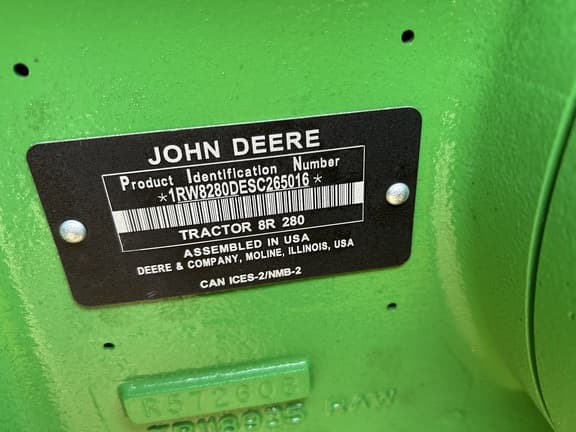 JOHN DEERE
Product Identification Number
*1RW8280DESC265016*
TRACTOR 8R 280
ASSEMBLED IN USA
DEERE & COMPANY, MOLINE, ILLINOIS, USA
CAN ICES-2/NMB-2